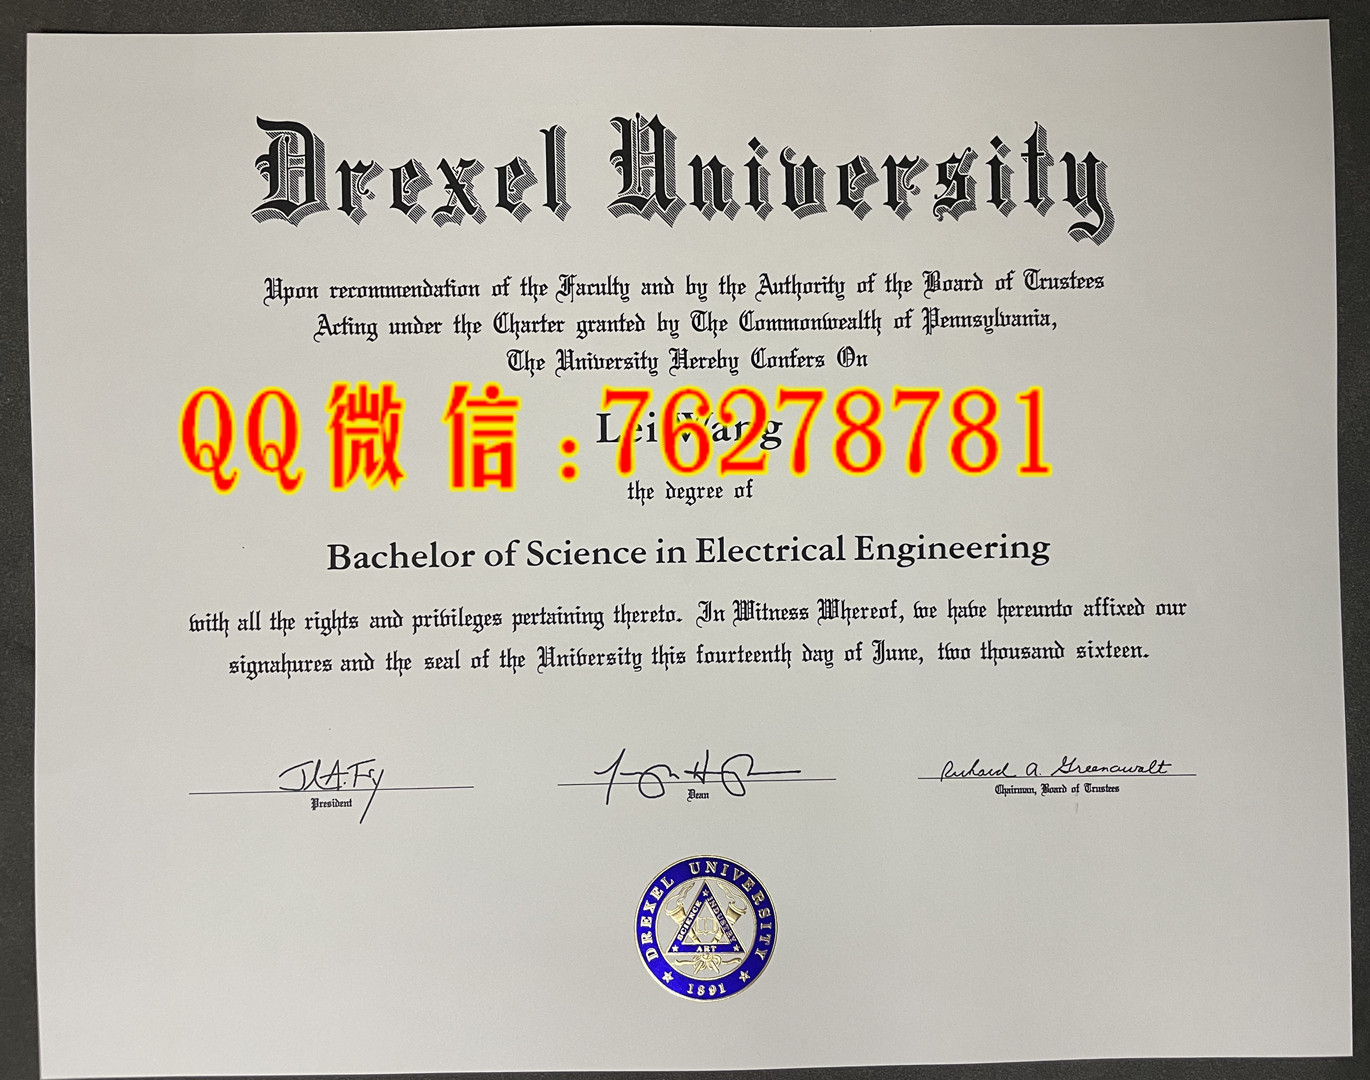 Drexel University
Upon recommendation of the Faculty and by the Authority of the Board of Trustees
Acting under the Charter granted by The Commonwealth of Pennsylvania,
The University Hereby Confers On
Lei Wang
QQ微信:76278781
the degree of
Bachelor of Science in Electrical Engineering
with all the rights and privileges pertaining thereto. In Witness Whereof, we have hereunto affixed our
signahures and the seal of the University this fourteenth day of June, two thousand sixteen.
Richard A. Greenawalt
President
Dean
Chairman, Board of Trustees
DREXEL UNIVERSITY
SCIENCE INDUSTRY
ART
1891